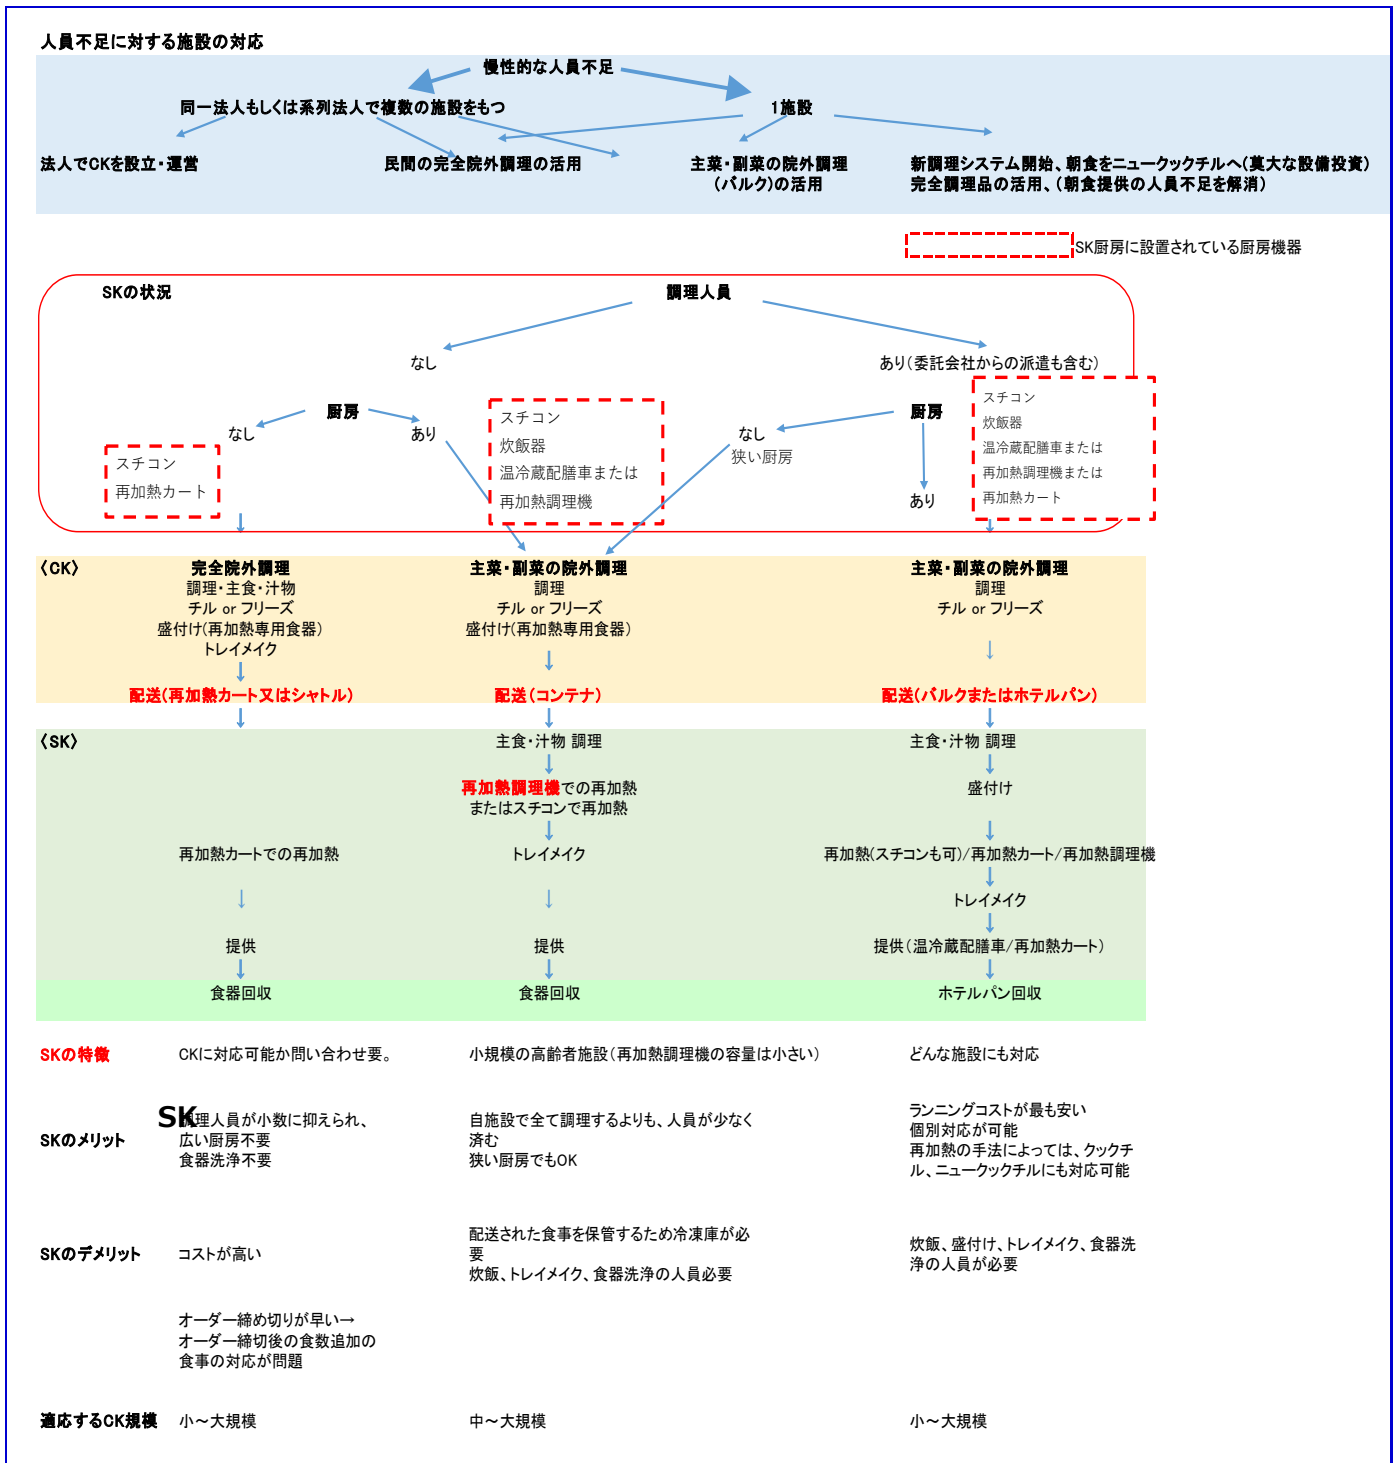 人員不足に対する施設の対応
慢性的な人員不足
同一法人もしくは系列法人で複数の施設をもつ
1施設
法人でCKを設立・運営
民間の完全院外調理の活用
主菜・副菜の院外調理
(バルク)の活用
新調理システム開始、朝食をニュークックチルへ(莫大な設備投資)
完全調理品の活用、(朝食提供の人員不足を解消)
SK厨房に設置されている厨房機器
SKの状況
調理人員
なし
あり(委託会社からの派遣も含む)
厨房
なし
あり
スチコン
再加熱カート
スチコン
炊飯器
温冷蔵配膳車または
再加熱調理機
厨房
なし
狭い厨房
あり
スチコン
炊飯器
温冷蔵配膳車または
再加熱調理機または
再加熱カート
〈CK〉
完全院外調理
調理・主食・汁物
チル or フリーズ
盛付け(再加熱専用食器)
トレイメイク
↓
配送(再加熱カート又はシャトル)
↓
主菜・副菜の院外調理
調理
チル or フリーズ
盛付け(再加熱専用食器)
↓
配送(コンテナ)
↓
主菜・副菜の院外調理
調理
チル or フリーズ
↓
配送(バルクまたはホテルパン)
↓
〈SK〉
再加熱カートでの再加熱
↓
提供
↓
食器回収
主食・汁物 調理
↓
再加熱調理機での再加熱
またはスチコンで再加熱
↓
トレイメイク
↓
提供
↓
食器回収
主食・汁物 調理
↓
盛付け
↓
再加熱(スチコンも可)/再加熱カート/再加熱調理機
↓
トレイメイク
↓
提供(温冷蔵配膳車/再加熱カート)
↓
ホテルパン回収
SKの特徴
CKに対応可能か問い合わせ要。
小規模の高齢者施設(再加熱調理機の容量は小さい)
どんな施設にも対応
SK
SKのメリット
調理人員が小数に抑えられ、
広い厨房不要
食器洗浄不要
自施設で全て調理するよりも、人員が少なく
済む
狭い厨房でもOK
ランニングコストが最も安い
個別対応が可能
再加熱の手法によっては、クックチ
ル、ニュークックチルにも対応可能
SKのデメリット
コストが高い
オーダー締め切りが早い→
オーダー締切後の食数追加の
食事の対応が問題
配送された食事を保管するため冷凍庫が必
要
炊飯、トレイメイク、食器洗浄の人員必要
炊飯、盛付け、トレイメイク、食器洗
浄の人員が必要
適応するCK規模
小～大規模
中～大規模
小～大規模